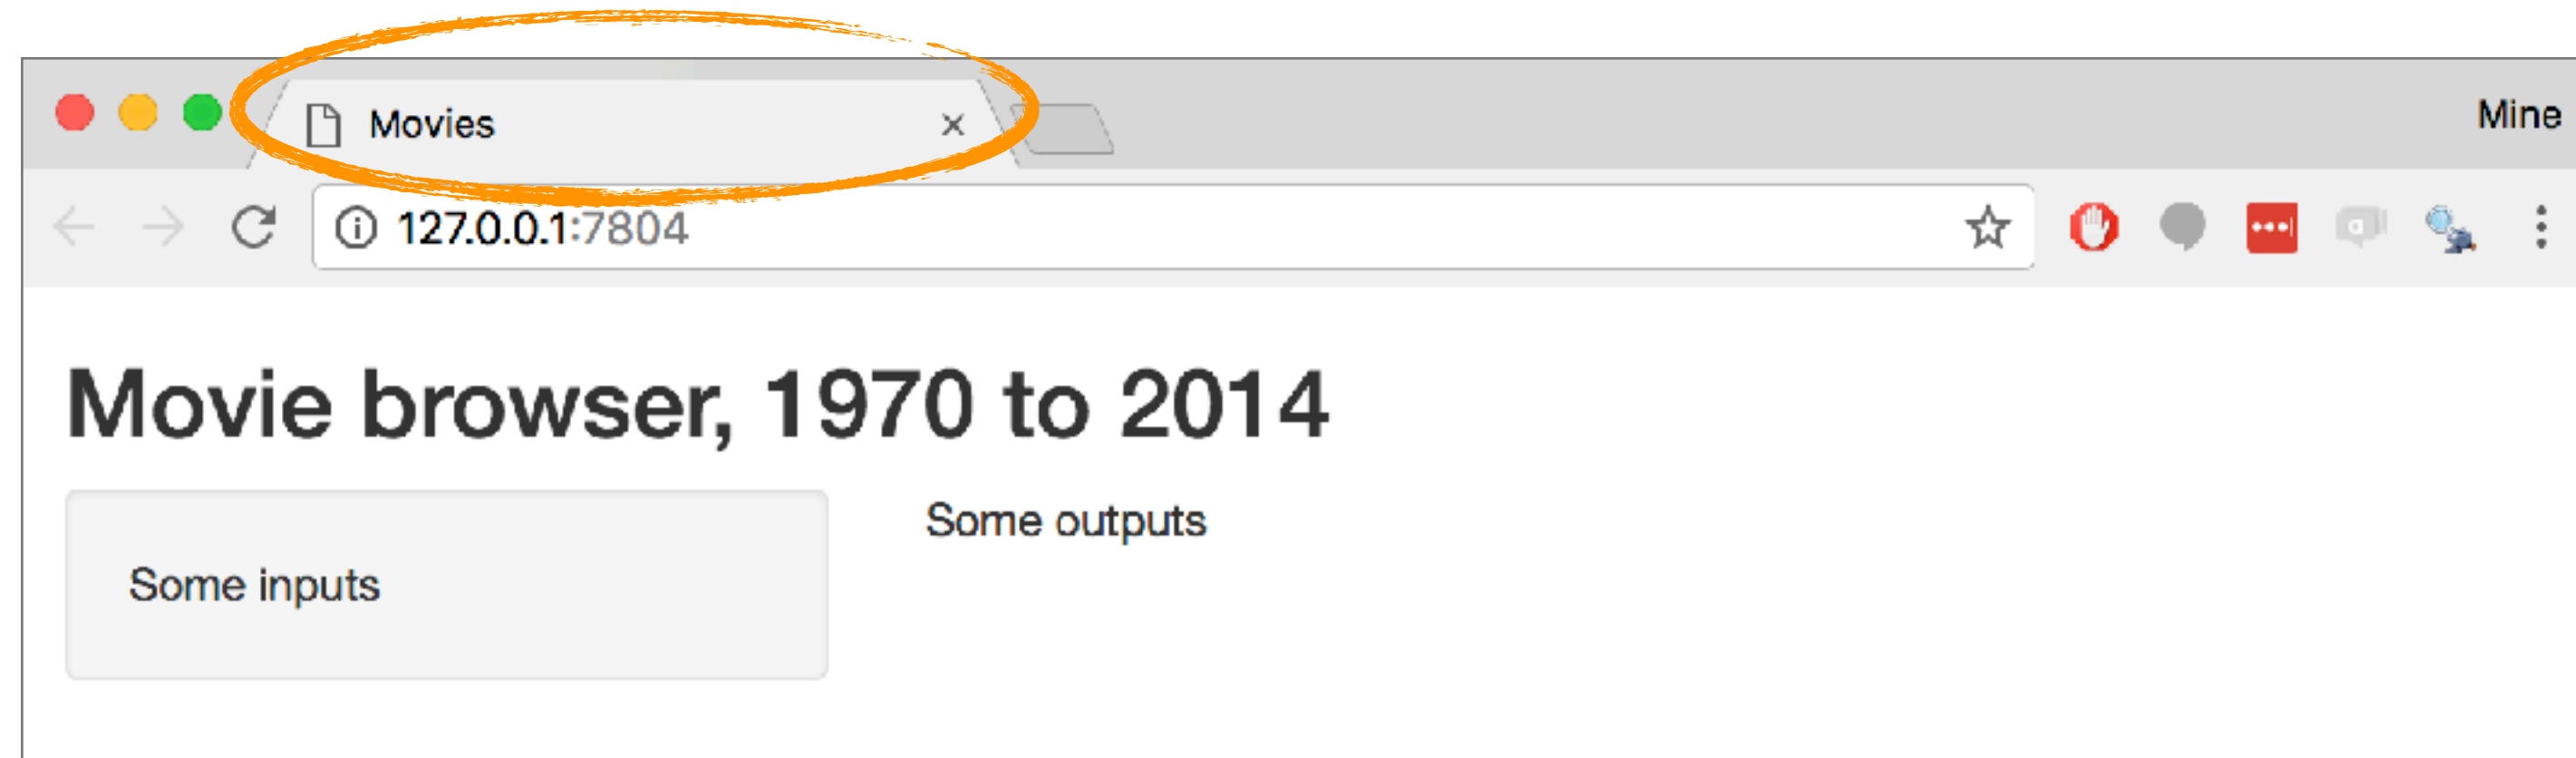 Movies
Mine
127.0.0.1:7804
Movie browser, 1970 to 2014
Some outputs
Some inputs